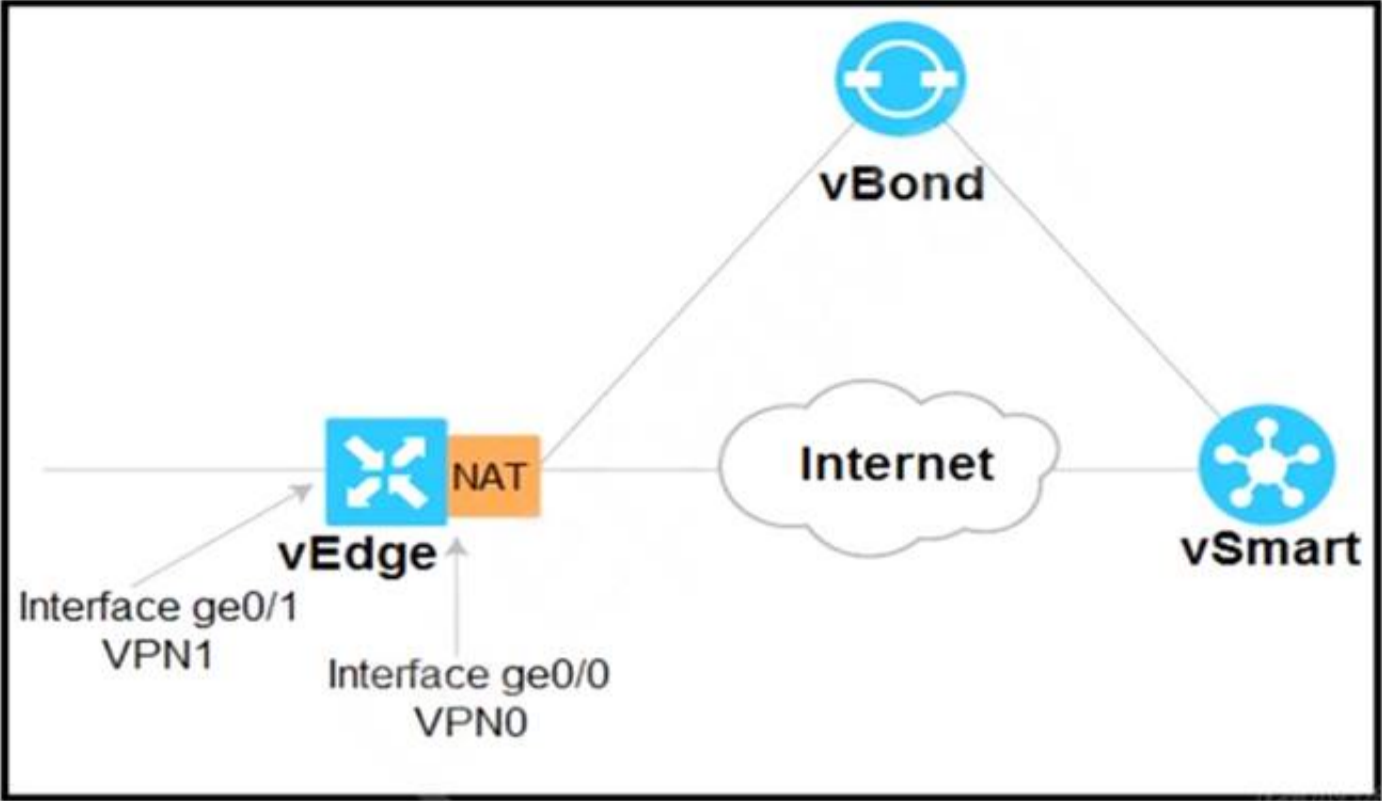 vBond
Internet
NAT
vEdge
vSmart
Interface ge0/1
VPN1
Interface ge0/0
VPN0